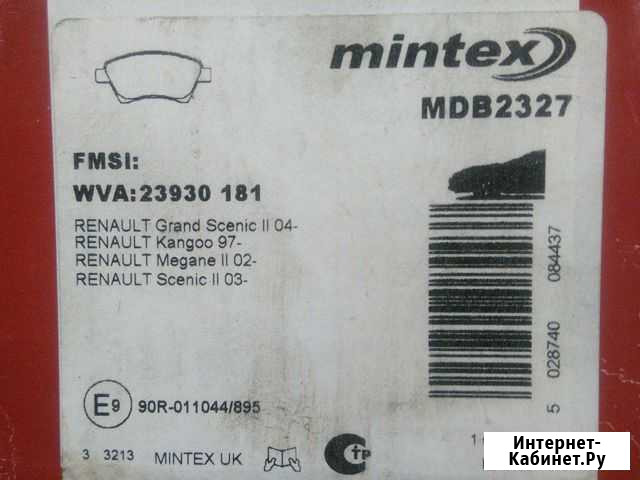 mintex
MDB2327
FMSI:
WVA:23930 181
RENAULT Grand Scenic II 04-
RENAULT Kangoo 97-
RENAULT Megane II 02-
RENAULT Scenic II 03-
5 028740 084437
E9 90R-011044/895
3 3213 MINTEX UK
Интернет-
Кабинет.Ру